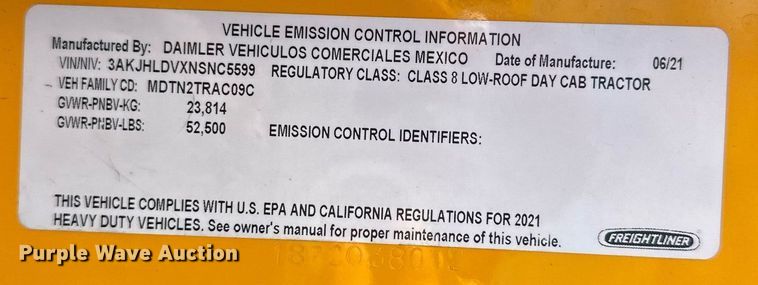 VEHICLE EMISSION CONTROL INFORMATION
Manufactured By: DAIMLER VEHICULOS COMERCIALES MEXICO Date of Manufacture: 06/21
VIN/NIV: 3AKJHLDVXNSNC5599 REGULATORY CLASS: CLASS 8 LOW-ROOF DAY CAB TRACTOR
VEH FAMILY CD: MDTN2TRAC09C
GVWR-PNBV-KG: 23,814
GVWR-PNBV-LBS: 52,500 EMISSION CONTROL IDENTIFIERS:
THIS VEHICLE COMPLIES WITH U.S. EPA AND CALIFORNIA REGULATIONS FOR 2021
HEAVY DUTY VEHICLES. See owner's manual for proper maintenance of this vehicle.
FREIGHTLINER
Purple Wave Auction